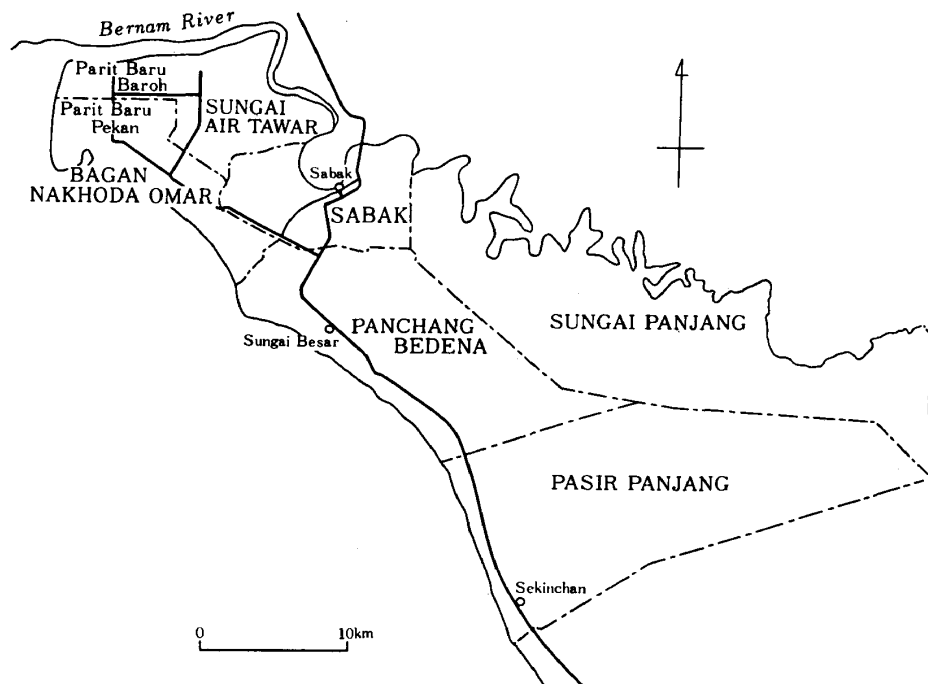 Bernam River
Parit Baru
Baroh
Parit Baru
Pekan
SUNGAI
AIR TAWAR
BAGAN
NAKHODA OMAR
Sabak
SABAK
PANCHANG
BEDENA
Sungai Besar
SUNGAI PANJANG
PASIR PANJANG
Sekinchan
0 10km